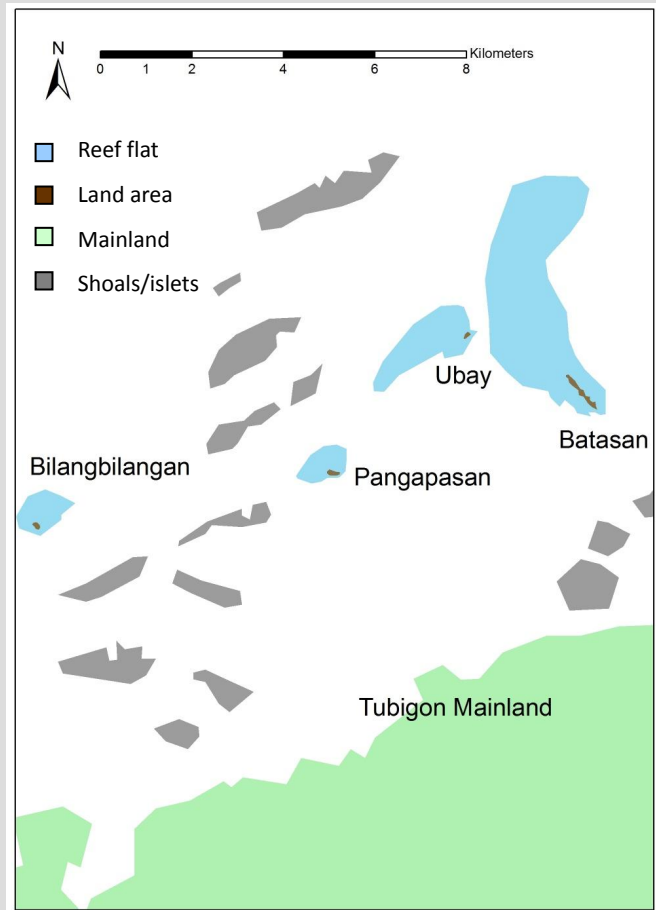 N
Kilometers
0 1 2 4 6 8
Reef flat
Land area
Mainland
Shoals/islets
Ubay
Batasan
Bilangbilangan
Pangapasan
Tubigon Mainland